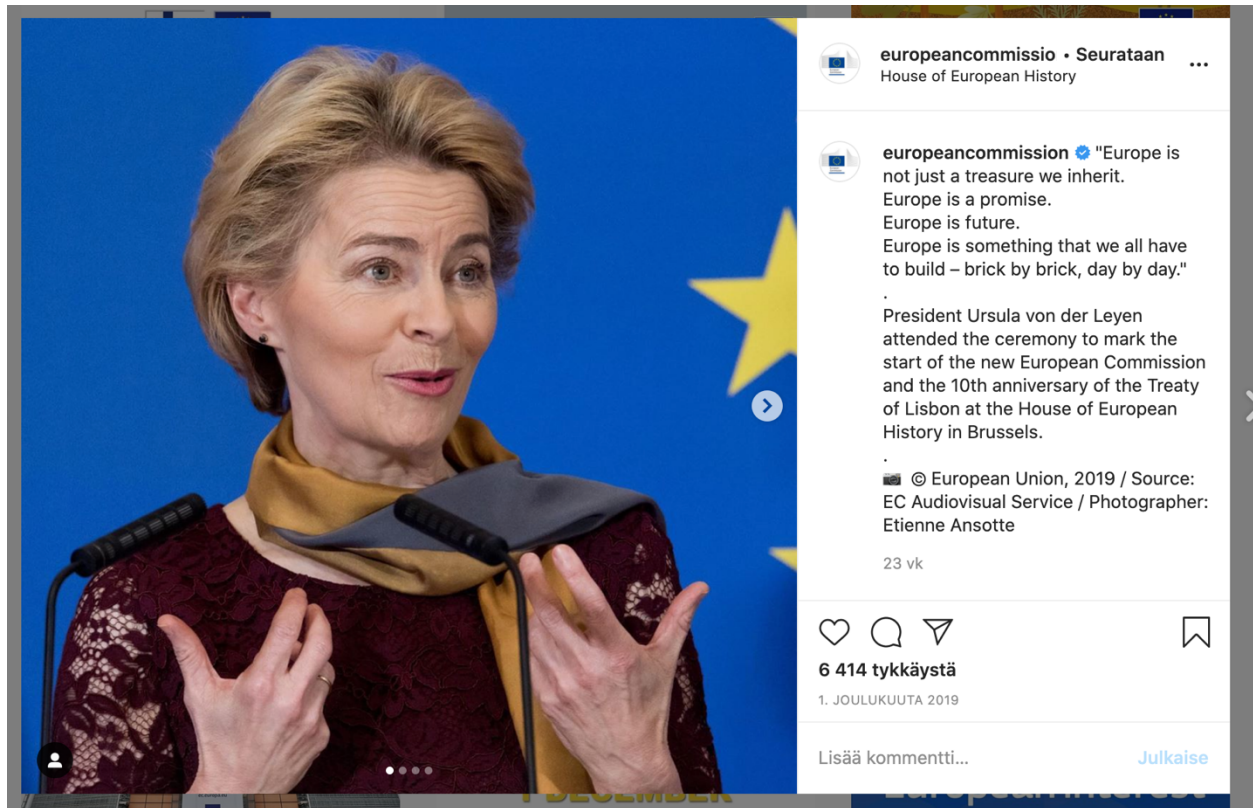 europeancommissio • Seurataan
House of European History
europeancommission "Europe is
not just a treasure we inherit.
Europe is a promise.
Europe is future.
Europe is something that we all have
to build – brick by brick, day by day."
.
President Ursula von der Leyen
attended the ceremony to mark the
start of the new European Commission
and the 10th anniversary of the Treaty
of Lisbon at the House of European
History in Brussels.
.
© European Union, 2019 / Source:
EC Audiovisual Service / Photographer:
Etienne Ansotte
23 vk
6 414 tykkäystä
1. JOULUKUUTA 2019
Lisää kommentti...
Julkaise
1 DECEMBER